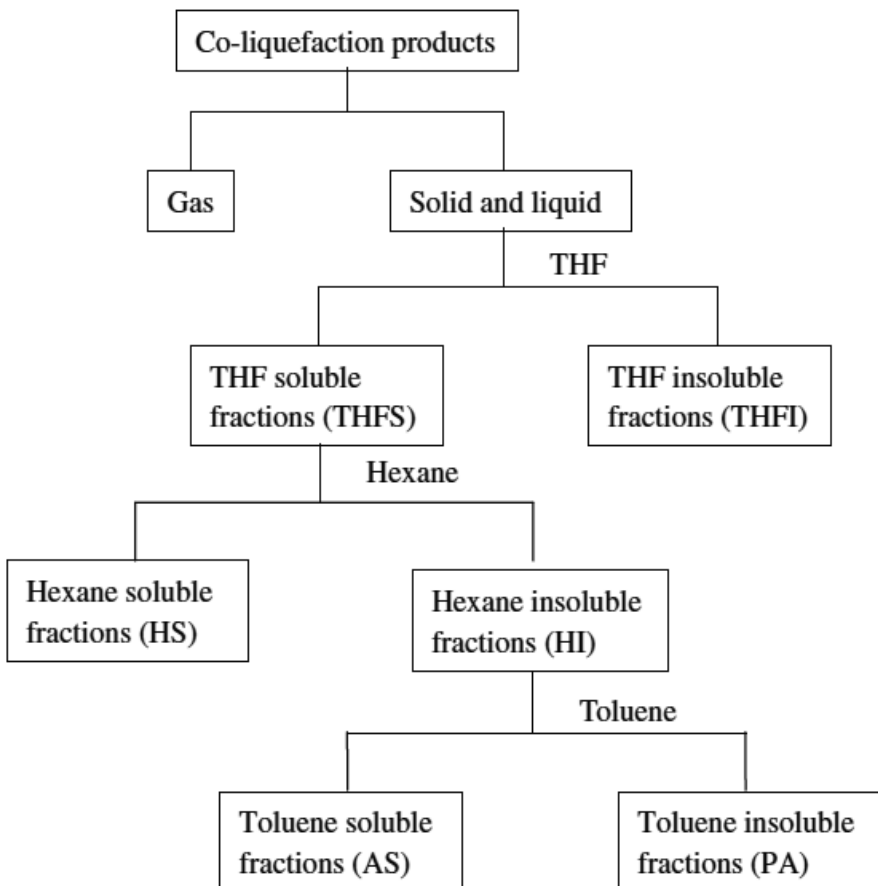 Co-liquefaction products
Gas
Solid and liquid
THF
THF soluble
fractions (THFS)
THF insoluble
fractions (THFI)
Hexane
Hexane soluble
fractions (HS)
Hexane insoluble
fractions (HI)
Toluene
Toluene soluble
fractions (AS)
Toluene insoluble
fractions (PA)